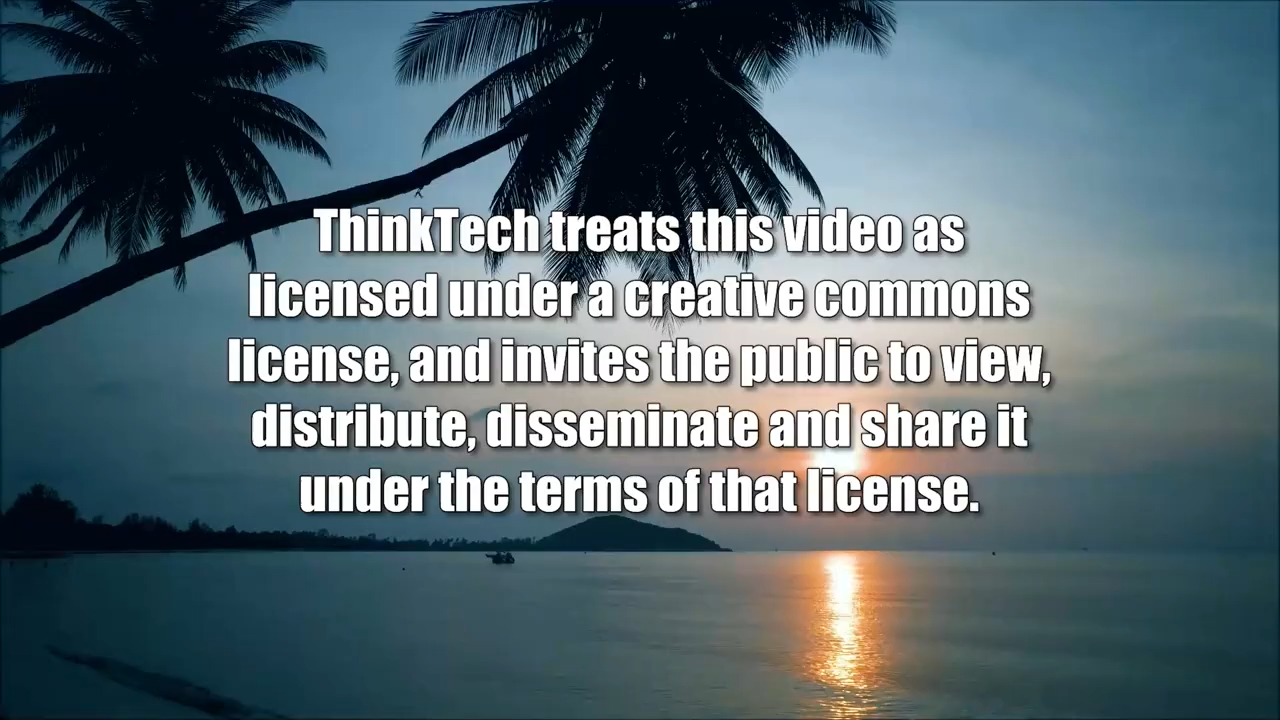 ThinkTech treats this video as
licensed under a creative commons
license, and invites the public to view,
distribute, disseminate and share it
under the terms of that license.